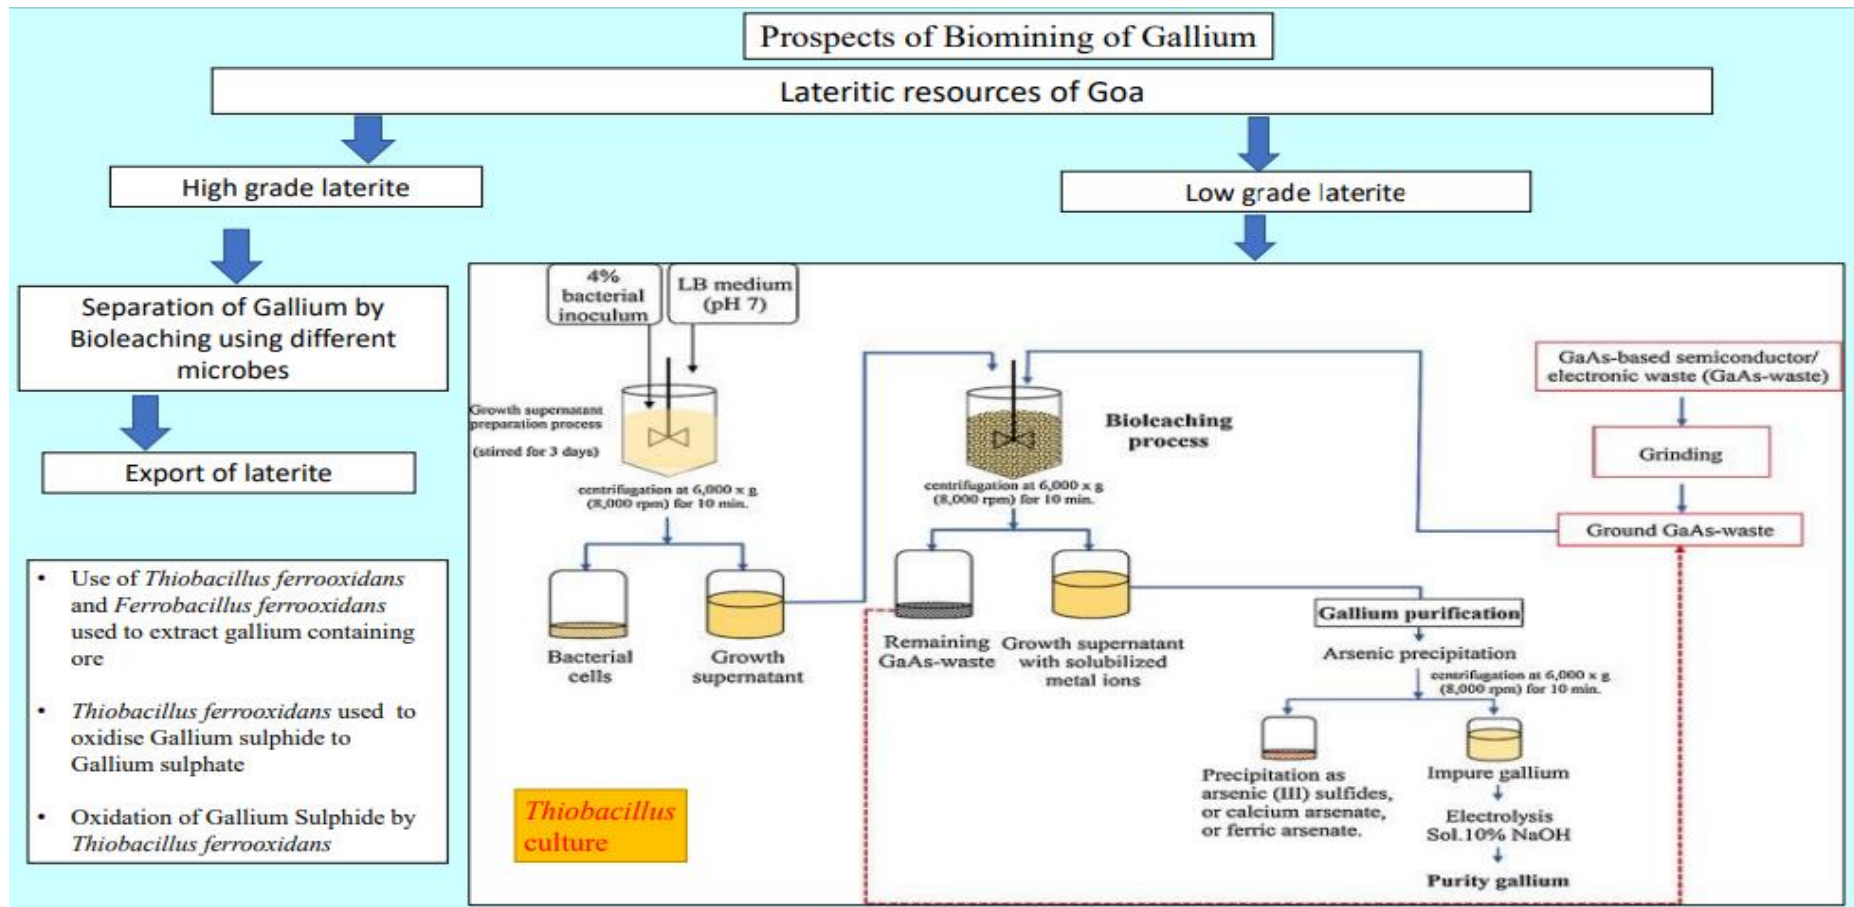 Prospects of Biomining of Gallium
Lateritic resources of Goa
High grade laterite
Low grade laterite
Separation of Gallium by
Bioleaching using different
microbes
Export of laterite
• Use of Thiobacillus ferrooxidans
and Ferrobacillus ferrooxidans
used to extract gallium containing
ore
• Thiobacillus ferrooxidans used to
oxidise Gallium sulphide to
Gallium sulphate
• Oxidation of Gallium Sulphide by
Thiobacillus ferrooxidans
4%
bacterial
inoculum
LB medium
(pH 7)
Growth supernatant
preparation process
(stirred for 3 days)
centrifugation at 6,000 x g
(8,000 rpm) for 10 min.
Bacterial
cells
Growth
supernatant
Bioleaching
process
centrifugation at 6,000 x g
(8,000 rpm) for 10 min.
Remaining
GaAs-waste
Growth supernatant
with solubilized
metal ions
GaAs-based semiconductor/
electronic waste (GaAs-waste)
Grinding
Ground GaAs-waste
Gallium purification
Arsenic precipitation
centrifugation at 6,000 x g
(8,000 rpm) for 10 min.
Precipitation as
arsenic (III) sulfides,
or calcium arsenate,
or ferric arsenate.
Impure gallium
Electrolysis
Sol.10% NaOH
Purity gallium
Thiobacillus
culture